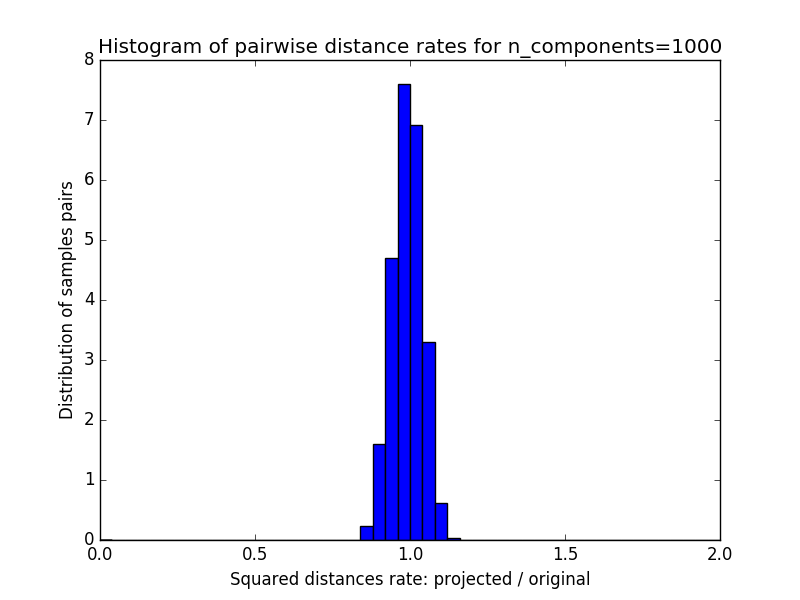 Histogram of pairwise distance rates for n_components=1000
8
7
6
5
4
3
2
1
0
Distribution of samples pairs
0.0 0.5 1.0 1.5 2.0
Squared distances rate: projected / original